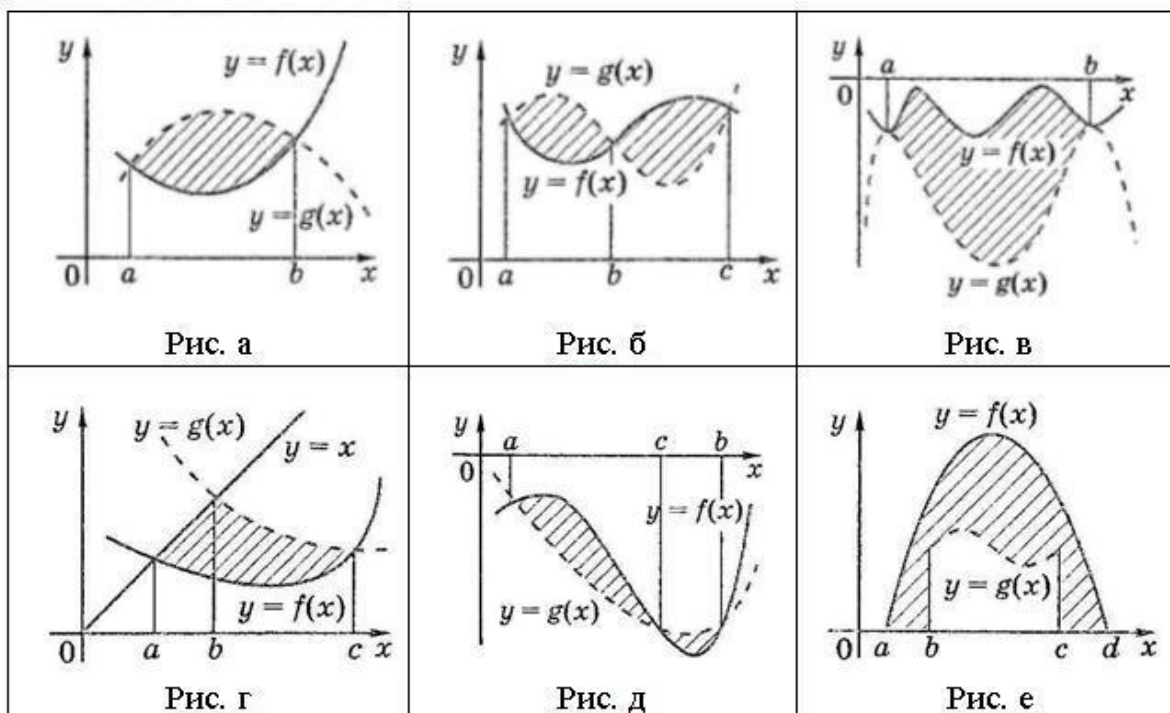 y
y = f(x)
y = g(x)
0
a
b
x
Рис. а
y
y = g(x)
y = f(x)
0
a
b
c
x
Рис. б
y
a
b
0
x
y = f(x)
y = g(x)
Рис. в
y
y = g(x)
y = x
y = f(x)
0
a
b
c
x
Рис. г
y
a
c
b
0
x
y = f(x)
y = g(x)
Рис. д
y
y = f(x)
y = g(x)
0
a
b
c
d
x
Рис. е